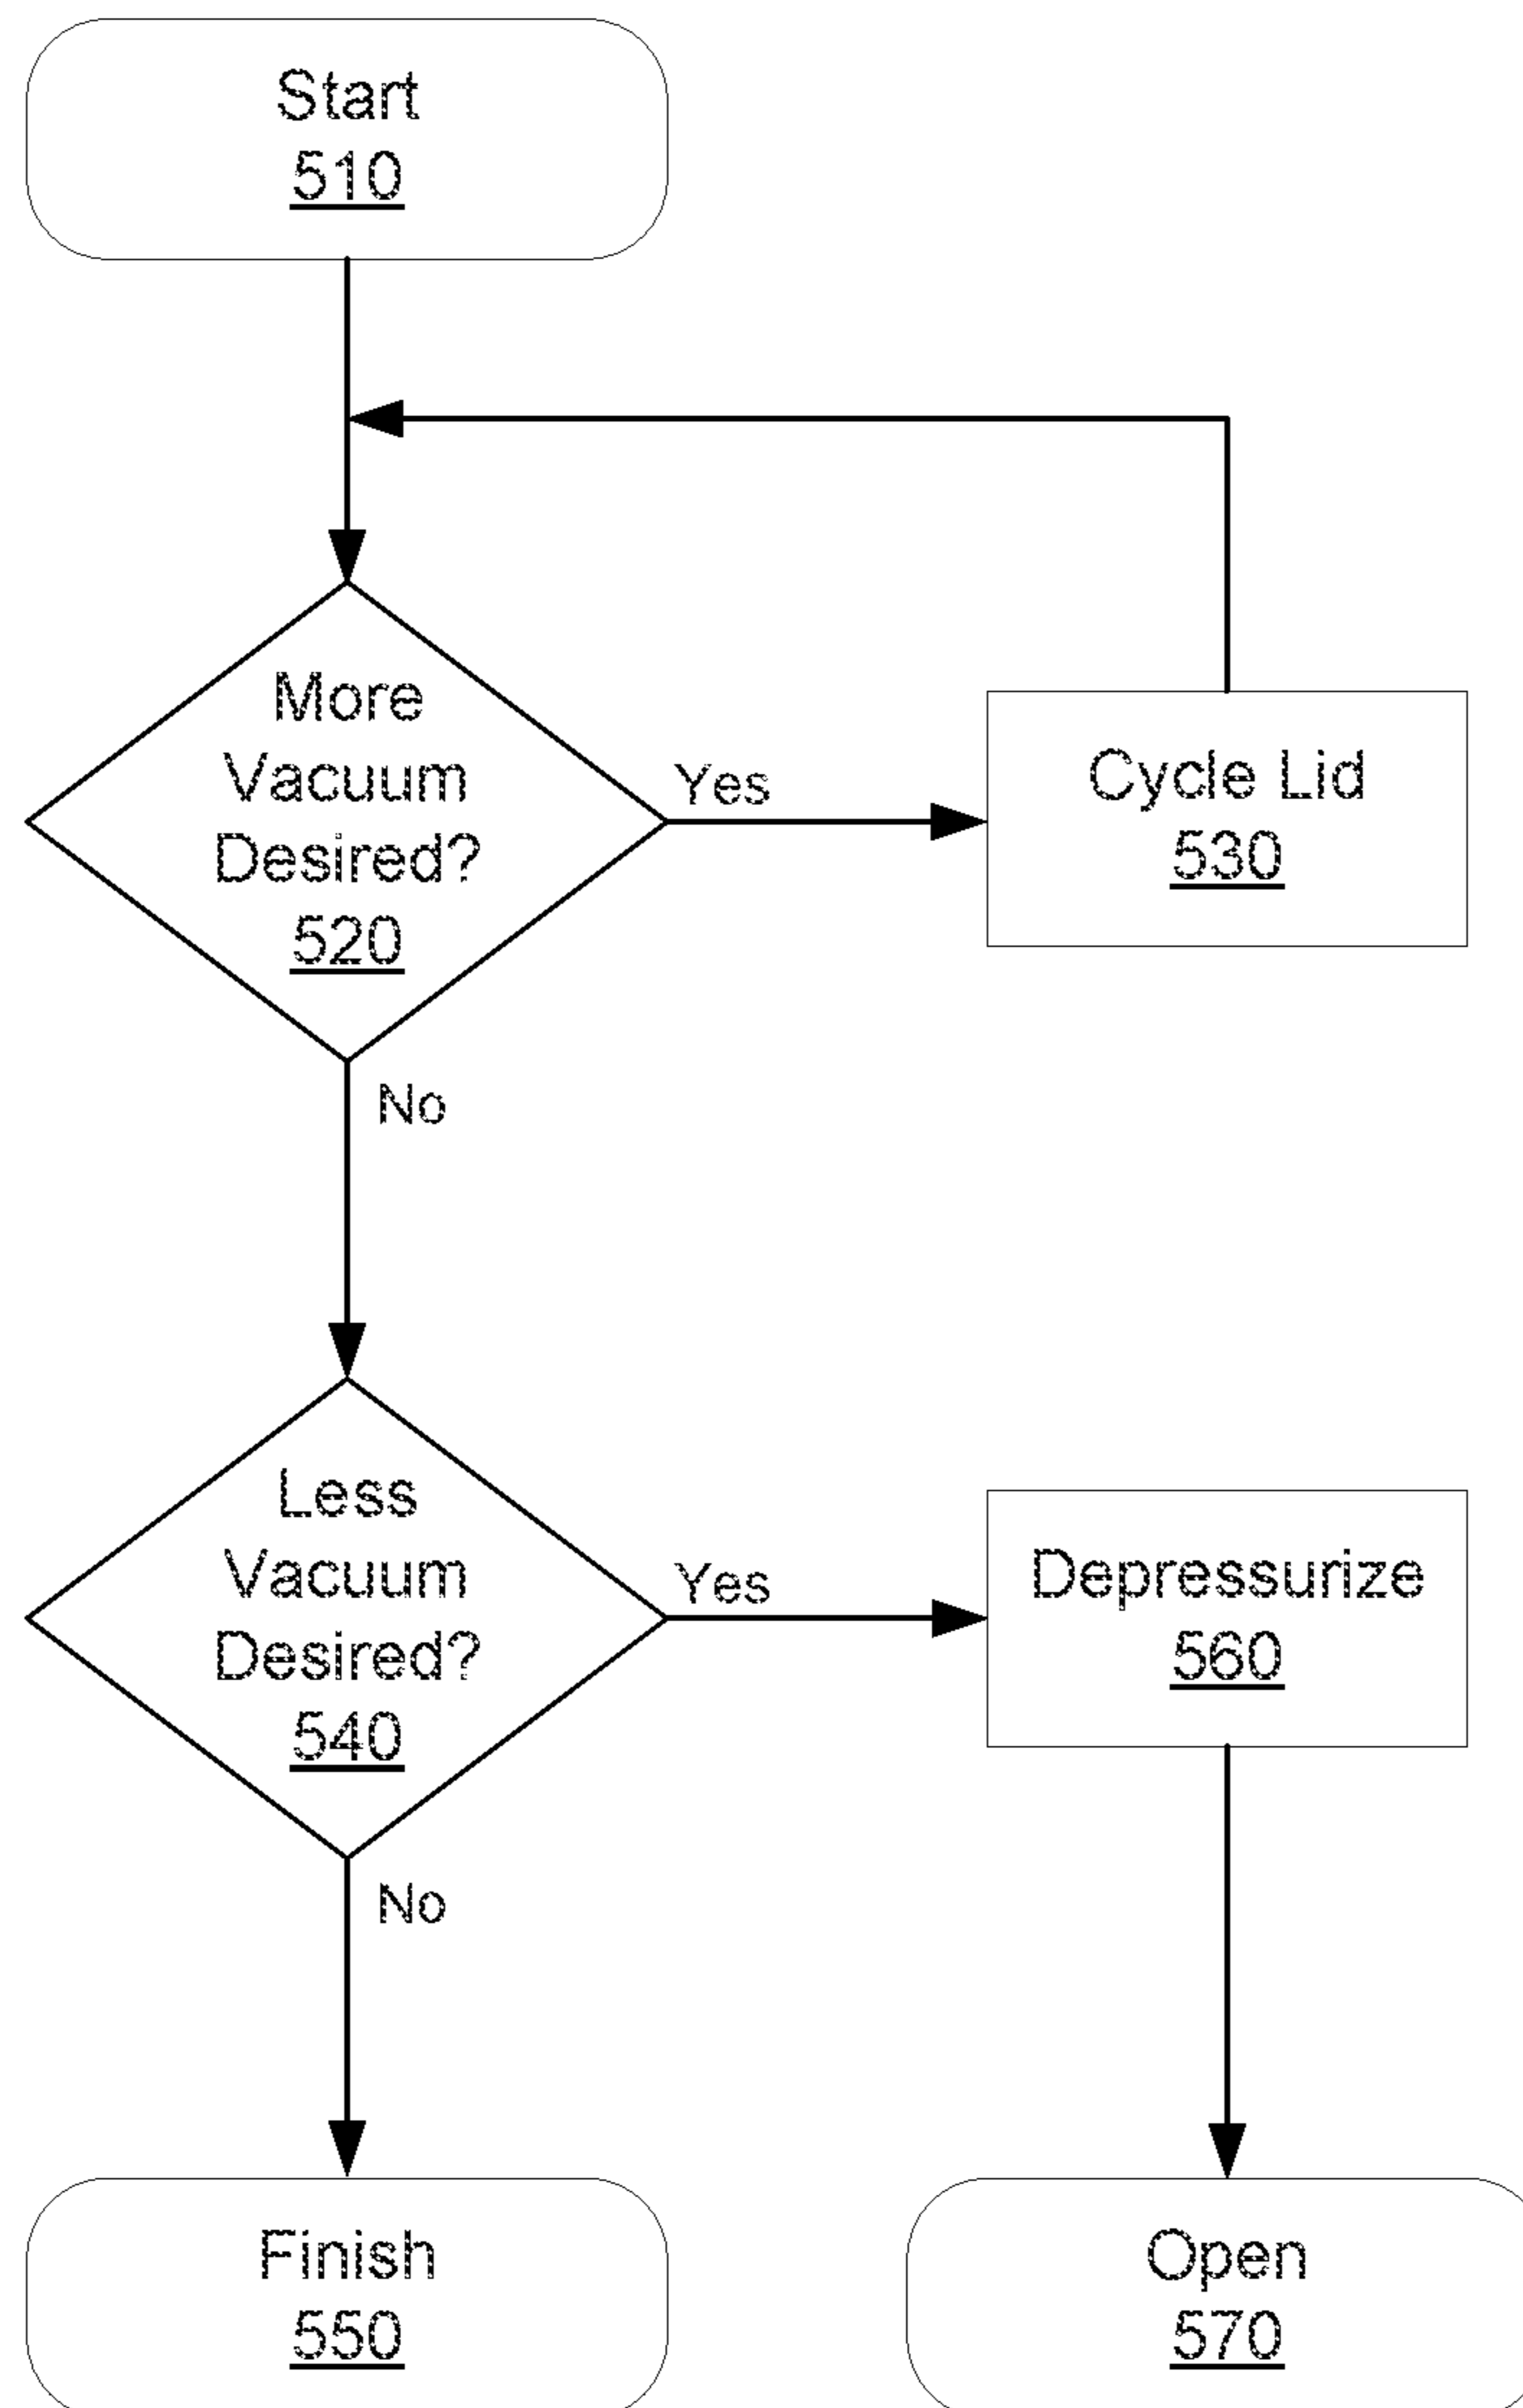 Start
510
More
Vacuum
Desired?
520
Yes
Cycle Lid
530
No
Less
Vacuum
Desired?
540
Yes
Depressurize
560
No
Finish
550
Open
570